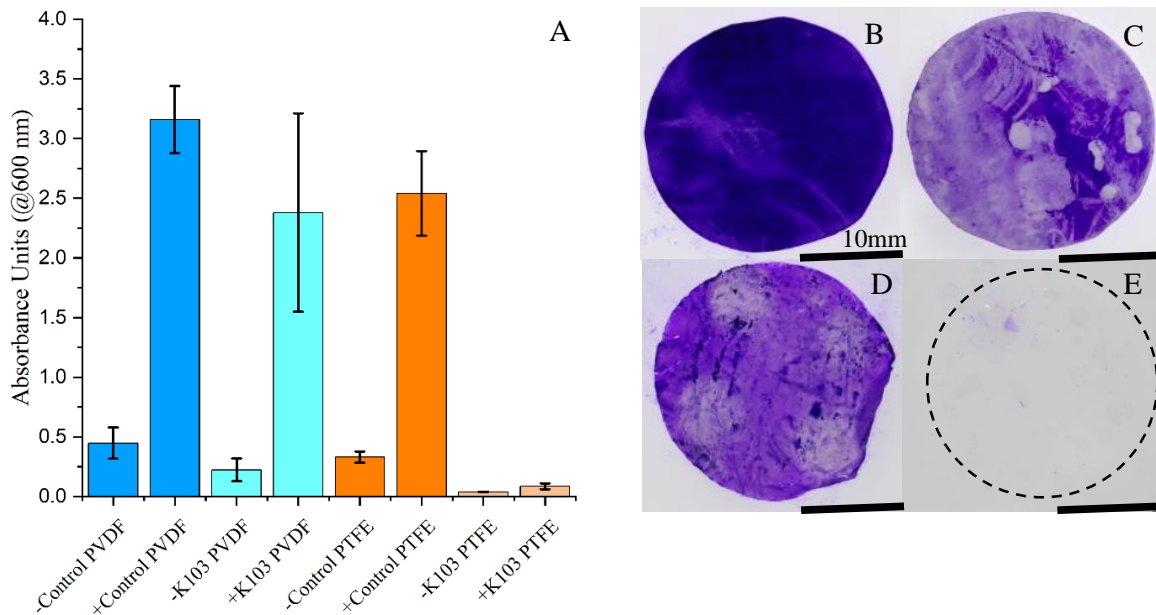 A
Absorbance Units (@600 nm)
4.0
3.5
3.0
2.5
2.0
1.5
1.0
0.5
0.0
-Control PVDF
+Control PVDF
-K103 PVDF
+K103 PVDF
-Control PTFE
+Control PTFE
-K103 PTFE
+K103 PTFE
B
C
10mm
D
E